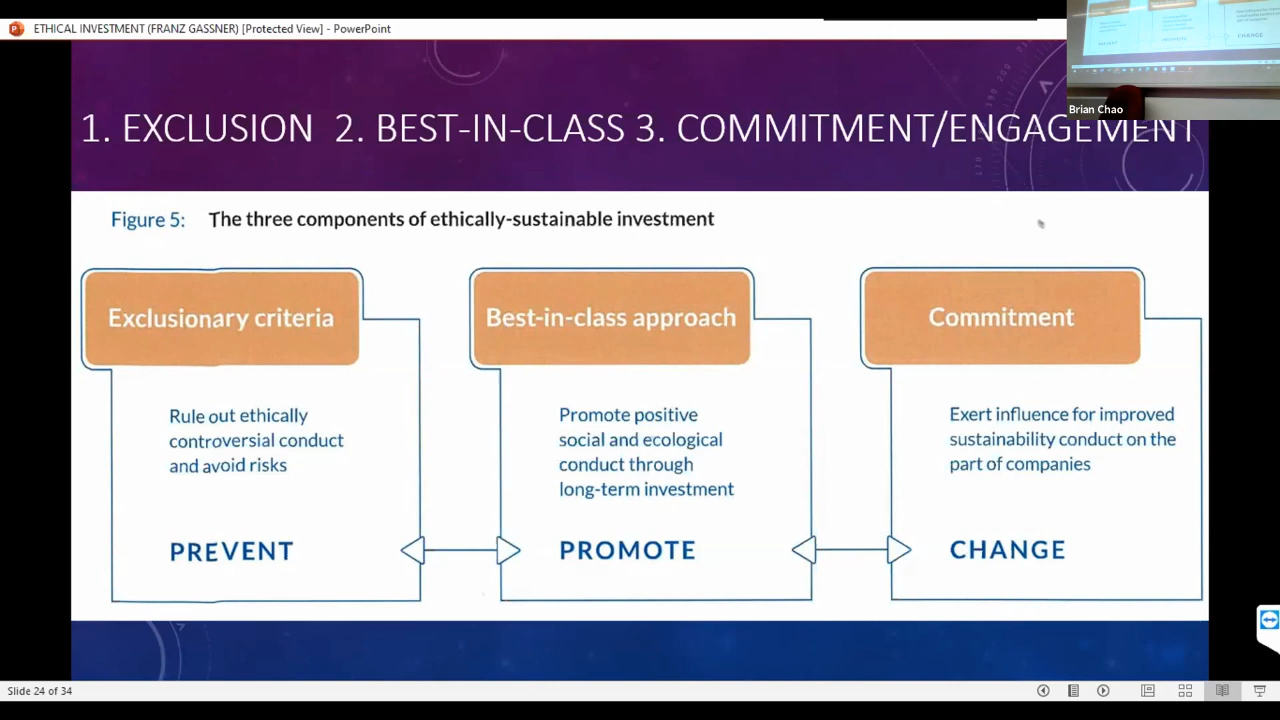 ETHICAL INVESTMENT (FRANZ GASSNER) [Protected View] - PowerPoint
Brian Chao
1. EXCLUSION 2. BEST-IN-CLASS 3. COMMITMENT/ENGAGEMENT
Figure 5: The three components of ethically-sustainable investment
Exclusionary criteria
Rule out ethically
controversial conduct
and avoid risks
PREVENT
Best-in-class approach
Promote positive
social and ecological
conduct through
long-term investment
PROMOTE
Commitment
Exert influence for improved
sustainability conduct on the
part of companies
CHANGE
PREVENT
PROMOTE
CHANGE
Slide 24 of 34